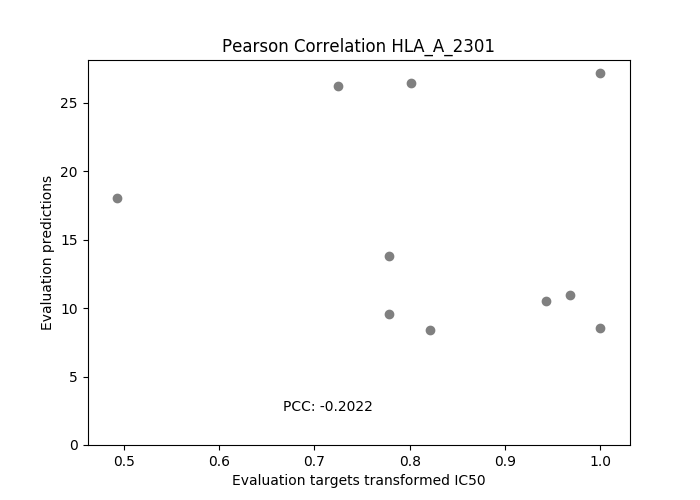 Pearson Correlation HLA_A_2301
Evaluation predictions
25
20
15
10
5
0
PCC: -0.2022
0.5 0.6 0.7 0.8 0.9 1.0
Evaluation targets transformed IC50